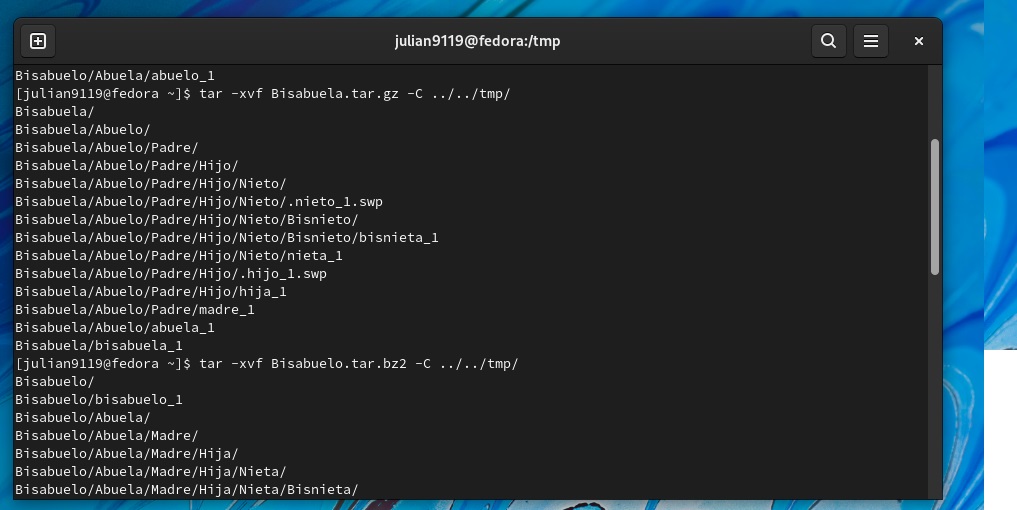 julian9119@fedora:/tmp
Bisabuelo/Abuela/abuelo_1
[julian9119@fedora ~]$ tar -xvf Bisabuela.tar.gz -C ../../tmp/
Bisabuela/
Bisabuela/Abuelo/
Bisabuela/Abuelo/Padre/
Bisabuela/Abuelo/Padre/Hijo/
Bisabuela/Abuelo/Padre/Hijo/Nieto/
Bisabuela/Abuelo/Padre/Hijo/Nieto/.nieto_1.swp
Bisabuela/Abuelo/Padre/Hijo/Nieto/Bisnieto/
Bisabuela/Abuelo/Padre/Hijo/Nieto/Bisnieto/bisnieta_1
Bisabuela/Abuelo/Padre/Hijo/Nieto/nieta_1
Bisabuela/Abuelo/Padre/Hijo/.hijo_1.swp
Bisabuela/Abuelo/Padre/Hijo/hija_1
Bisabuela/Abuelo/Padre/madre_1
Bisabuela/Abuelo/abuela_1
Bisabuela/bisabuela_1
[julian9119@fedora ~]$ tar -xvf Bisabuelo.tar.bz2 -C ../../tmp/
Bisabuelo/
Bisabuelo/bisabuelo_1
Bisabuelo/Abuela/
Bisabuelo/Abuela/Madre/
Bisabuelo/Abuela/Madre/Hija/
Bisabuelo/Abuela/Madre/Hija/Nieta/
Bisabuelo/Abuela/Madre/Hija/Nieta/Bisnieta/